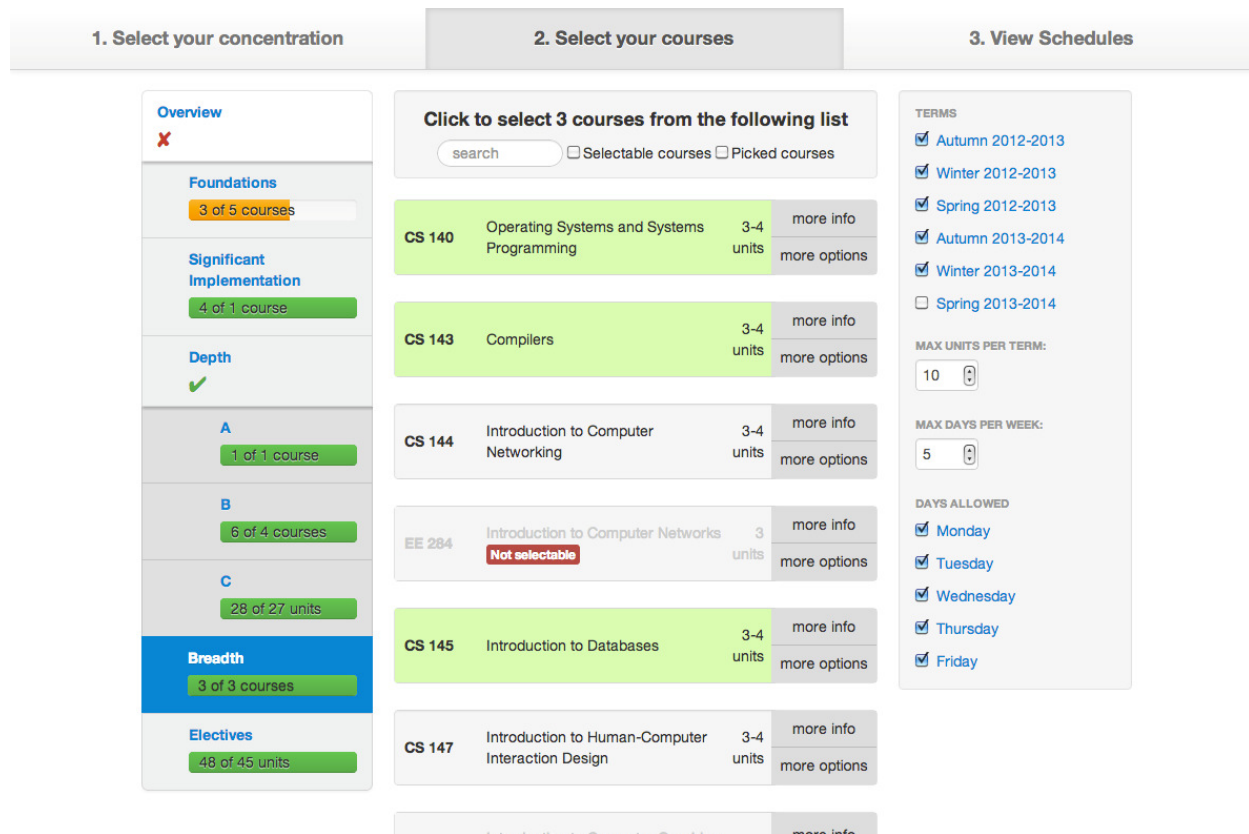 1. Select your concentration
2. Select your courses
3. View Schedules
Overview
Foundations
3 of 5 courses
Significant
Implementation
4 of 1 course
Depth
A
1 of 1 course
B
6 of 4 courses
C
28 of 27 units
Breadth
3 of 3 courses
Electives
48 of 45 units
Click to select 3 courses from the following list
search
Selectable courses
Picked courses
CS 140
Operating Systems and Systems
Programming
3-4
units
more info
more options
CS 143
Compilers
3-4
units
more info
more options
CS 144
Introduction to Computer
Networking
3-4
units
more info
more options
EE 284
Introduction to Computer Networks
Not selectable
3
units
more info
more options
CS 145
Introduction to Databases
3-4
units
more info
more options
CS 147
Introduction to Human-Computer
Interaction Design
3-4
units
more info
more options
more info
TERMS
Autumn 2012-2013
Winter 2012-2013
Spring 2012-2013
Autumn 2013-2014
Winter 2013-2014
Spring 2013-2014
MAX UNITS PER TERM:
10
MAX DAYS PER WEEK:
5
DAYS ALLOWED
Monday
Tuesday
Wednesday
Thursday
Friday